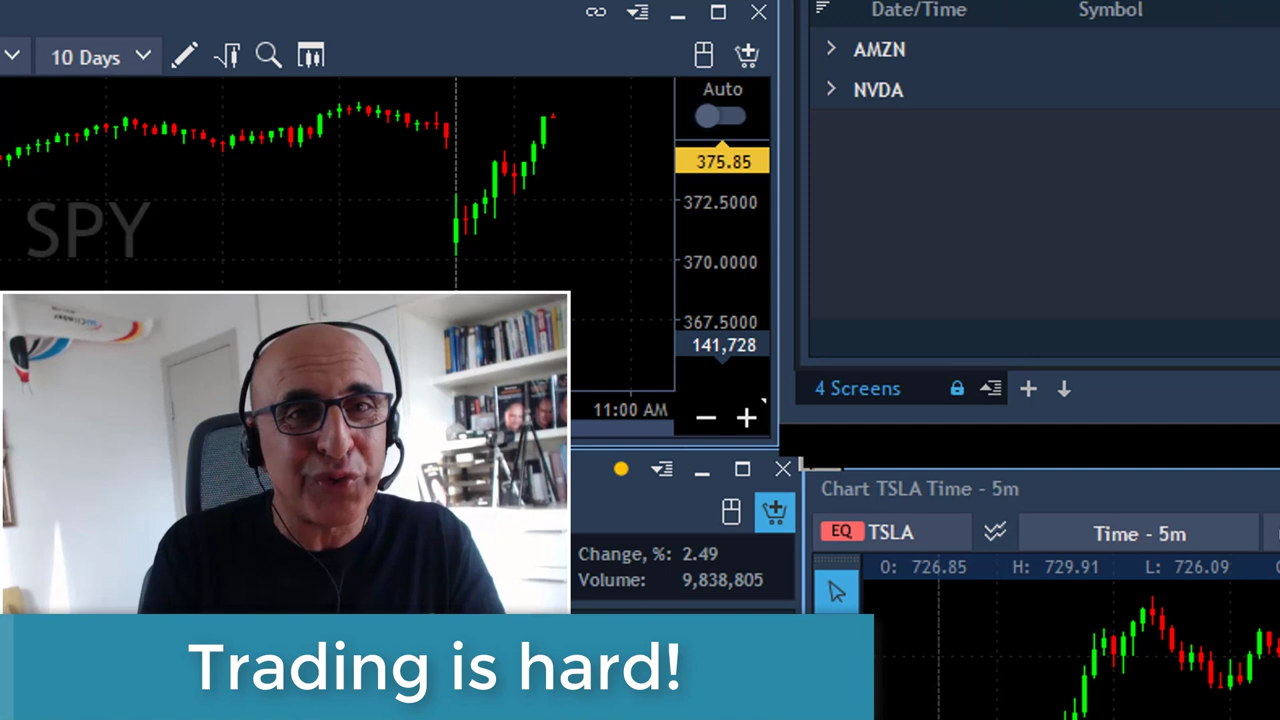 10 Days
Auto
375.85
372.5000
370.0000
367.5000
141,728
11:00 AM
SPY
Date/Time Symbol
AMZN
NVDA
4 Screens
Change, %: 2.49
Volume: 9,838,805
Chart TSLA Time - 5m
EQ TSLA Time - 5m
O: 726.85 H: 729.91 L: 726.09
Trading is hard!